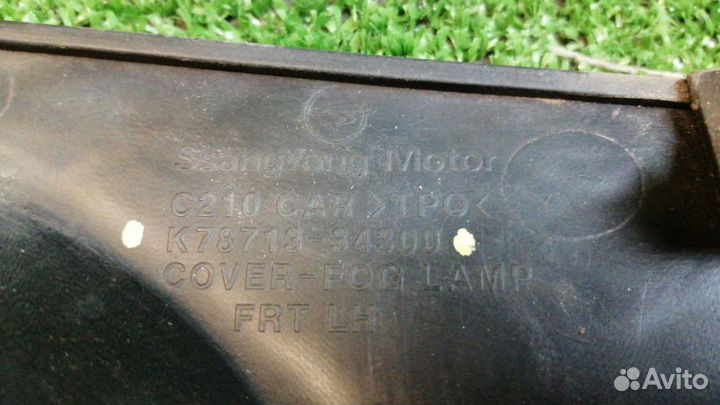 SsangYong Motor
C210 CAR >TPO<
K78713-34300
COVER-FOG LAMP
FRT LH
Avito